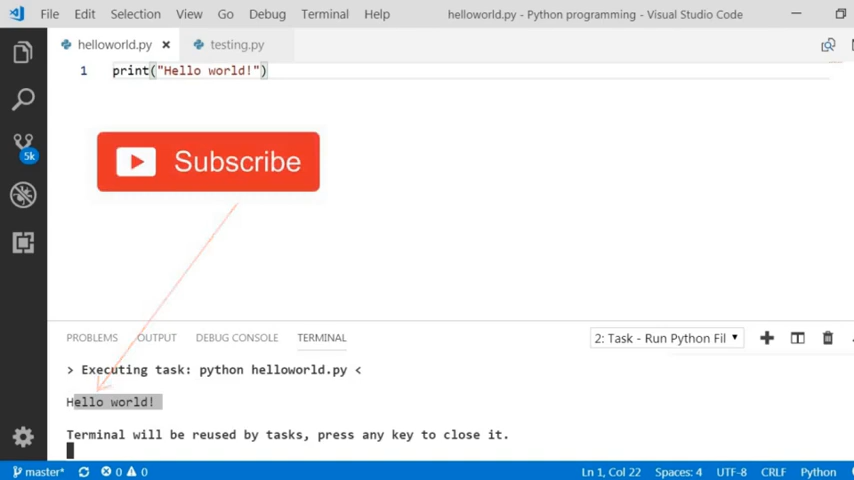 File Edit Selection View Go Debug Terminal Help helloworld.py - Python programming - Visual Studio Code
helloworld.py testing.py
1 print("Hello world!")
5k
Subscribe
PROBLEMS OUTPUT DEBUG CONSOLE TERMINAL 2: Task - Run Python Fil
> Executing task: python helloworld.py <
Hello world!
Terminal will be reused by tasks, press any key to close it.
master* 0 0 Ln 1, Col 22 Spaces: 4 UTF-8 CRLF Python